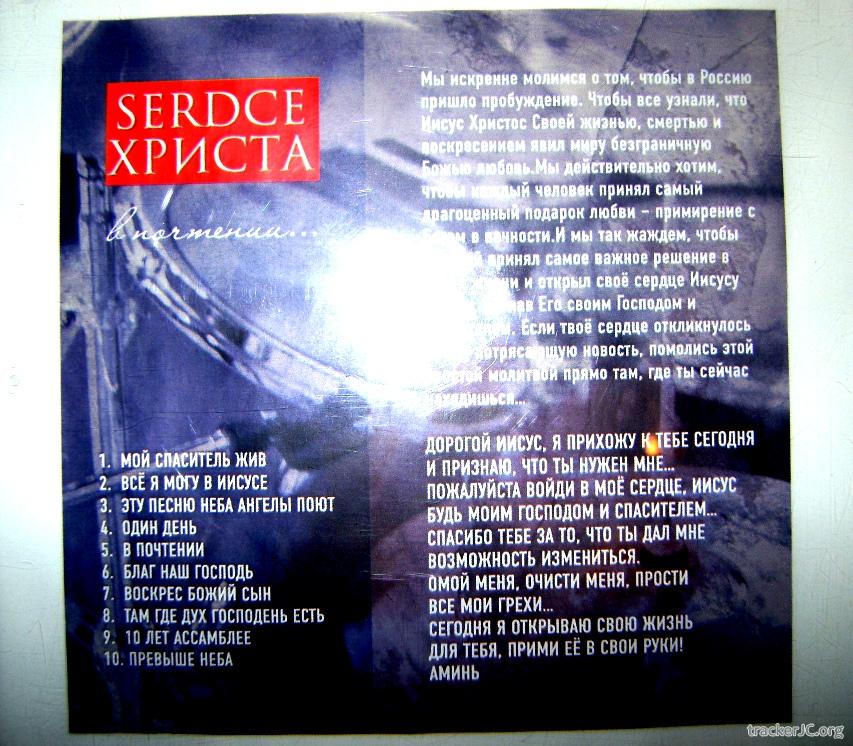 SERDCE
ХРИСТА
в почтении...
1. МОЙ СПАСИТЕЛЬ ЖИВ
2. ВСЁ Я МОГУ В ИИСУСЕ
3. ЭТУ ПЕСНЮ НЕБА АНГЕЛЫ ПОЮТ
4. ОДИН ДЕНЬ
5. В ПОЧТЕНИИ
6. БЛАГ НАШ ГОСПОДЬ
7. ВОСКРЕС БОЖИЙ СЫН
8. ТАМ ГДЕ ДУХ ГОСПОДЕНЬ ЕСТЬ
9. 10 ЛЕТ АССАМБЛЕЕ
10. ПРЕВЫШЕ НЕБА
Мы искренне молимся о том, чтобы в Россию
пришло пробуждение. Чтобы все узнали, что
Иисус Христос Своей жизнью, смертью и
воскресением явил миру безграничную
Божью любовь.Мы действительно хотим,
чтобы каждый человек принял самый
драгоценный подарок любви – примирение с
в вечности.И мы так жаждем, чтобы
принял самое важное решение в
и открыл своё сердце Иисусу
Его своим Господом и
Если твоё сердце откликнулось
потрясающую новость, помолись этой
молитвой прямо там, где ты сейчас
находишься...
ДОРОГОЙ ИИСУС, Я ПРИХОЖУ К ТЕБЕ СЕГОДНЯ
И ПРИЗНАЮ, ЧТО ТЫ НУЖЕН МНЕ...
ПОЖАЛУЙСТА ВОЙДИ В МОЁ СЕРДЦЕ, ИИСУС
БУДЬ МОИМ ГОСПОДОМ И СПАСИТЕЛЕМ...
СПАСИБО ТЕБЕ ЗА ТО, ЧТО ТЫ ДАЛ МНЕ
ВОЗМОЖНОСТЬ ИЗМЕНИТЬСЯ.
ОМОЙ МЕНЯ, ОЧИСТИ МЕНЯ, ПРОСТИ
ВСЕ МОИ ГРЕХИ...
СЕГОДНЯ Я ОТКРЫВАЮ СВОЮ ЖИЗНЬ
ДЛЯ ТЕБЯ, ПРИМИ ЕЁ В СВОИ РУКИ!
АМИНЬ
trackerJC.org